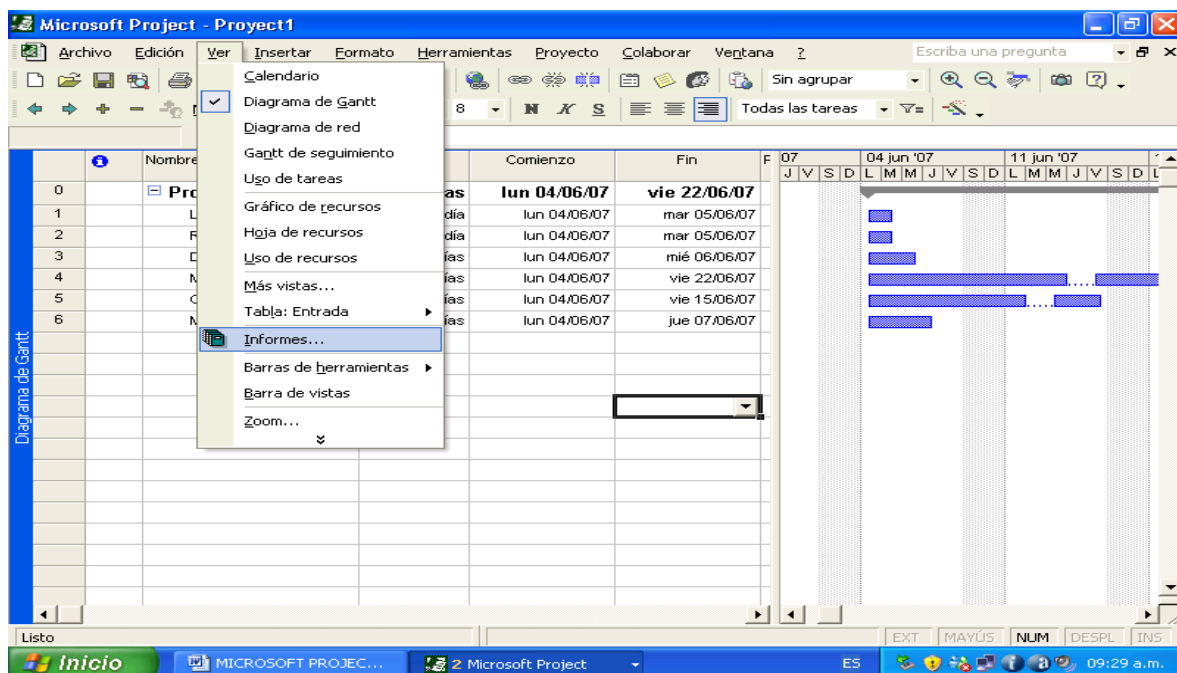 Microsoft Project - Proyect1
Archivo Edición Ver Insertar Formato Herramientas Proyecto Colaborar Ventana ? Escriba una pregunta
Sin agrupar
8 N K S Todas las tareas
Calendario
Diagrama de Gantt
Diagrama de red
Gantt de seguimiento
Uso de tareas
Gráfico de recursos
Hoja de recursos
Uso de recursos
Más vistas...
Tabla: Entrada
Informes...
Barras de herramientas
Barra de vistas
Zoom...
Nombre Comienzo Fin 07 04 jun '07 11 jun '07
J V S D L M M J V S D L M M J V S D L
0 Pro as lun 04/06/07 vie 22/06/07
1 L día lun 04/06/07 mar 05/06/07
2 día lun 04/06/07 mar 05/06/07
3 ías lun 04/06/07 mié 06/06/07
4 ías lun 04/06/07 vie 22/06/07
5 ías lun 04/06/07 vie 15/06/07
6 ías lun 04/06/07 jue 07/06/07
Diagrama de Gantt
Listo EXT MAYÚS NUM DESPL INS
Inicio MICROSOFT PROJEC... 2 Microsoft Project ES 09:29 a.m.